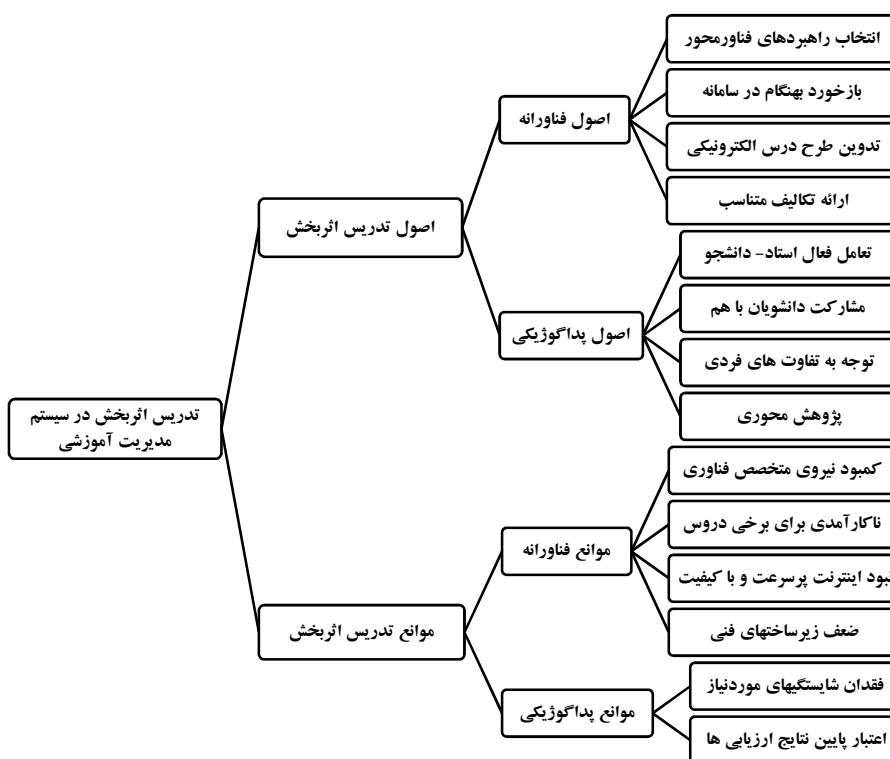 انتخاب راهبردهای فناورمحور
بازخورد بهنگام در سامانه
اصول فناورانه
تدوین طرح درس الکترونیکی
ارائه تکالیف متناسب
اصول تدریس اثربخش
تعامل فعال استاد- دانشجو
مشارکت دانشویان با هم
اصول پداگوژیکی
توجه به تفاوت های فردی
پژوهش محوری
تدریس اثربخش در سیستم
مدیریت آموزشی
کمبود نیروی متخصص فناوری
ناکارآمدی برای برخی دروس
موانع فناورانه
نبود اینترنت پرسرعت و با کیفیت
ضعف زیرساختهای فنی
موانع تدریس اثربخش
فقدان شایستگیهای موردنیاز
موانع پداگوژیکی
اعتبار پایین نتایج ارزیابی ها